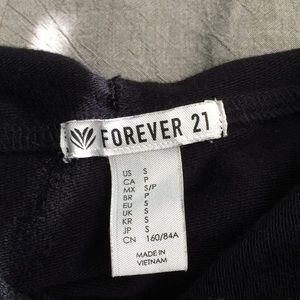 FOREVER 21
US S
CA P
MX S/P
BR P
EU S
UK S
KR S
JP S
CN 160/84A
MADE IN
VIETNAM